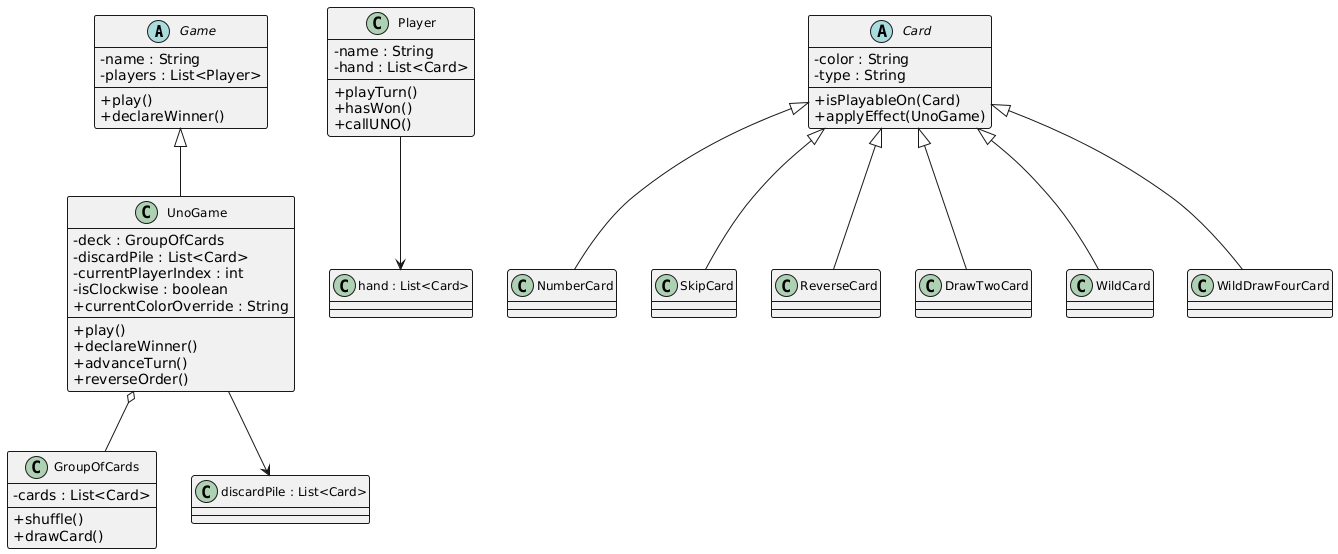 A Game
-name : String
-players : List<Player>
+play()
+declareWinner()
C Player
-name : String
-hand : List<Card>
+playTurn()
+hasWon()
+callUNO()
A Card
-color : String
-type : String
+isPlayableOn(Card)
+applyEffect(UnoGame)
C UnoGame
-deck : GroupOfCards
-discardPile : List<Card>
-currentPlayerIndex : int
-isClockwise : boolean
+currentColorOverride : String
+play()
+declareWinner()
+advanceTurn()
+reverseOrder()
C hand : List<Card>
C NumberCard
C SkipCard
C ReverseCard
C DrawTwoCard
C WildCard
C WildDrawFourCard
C GroupOfCards
-cards : List<Card>
+shuffle()
+drawCard()
C discardPile : List<Card>